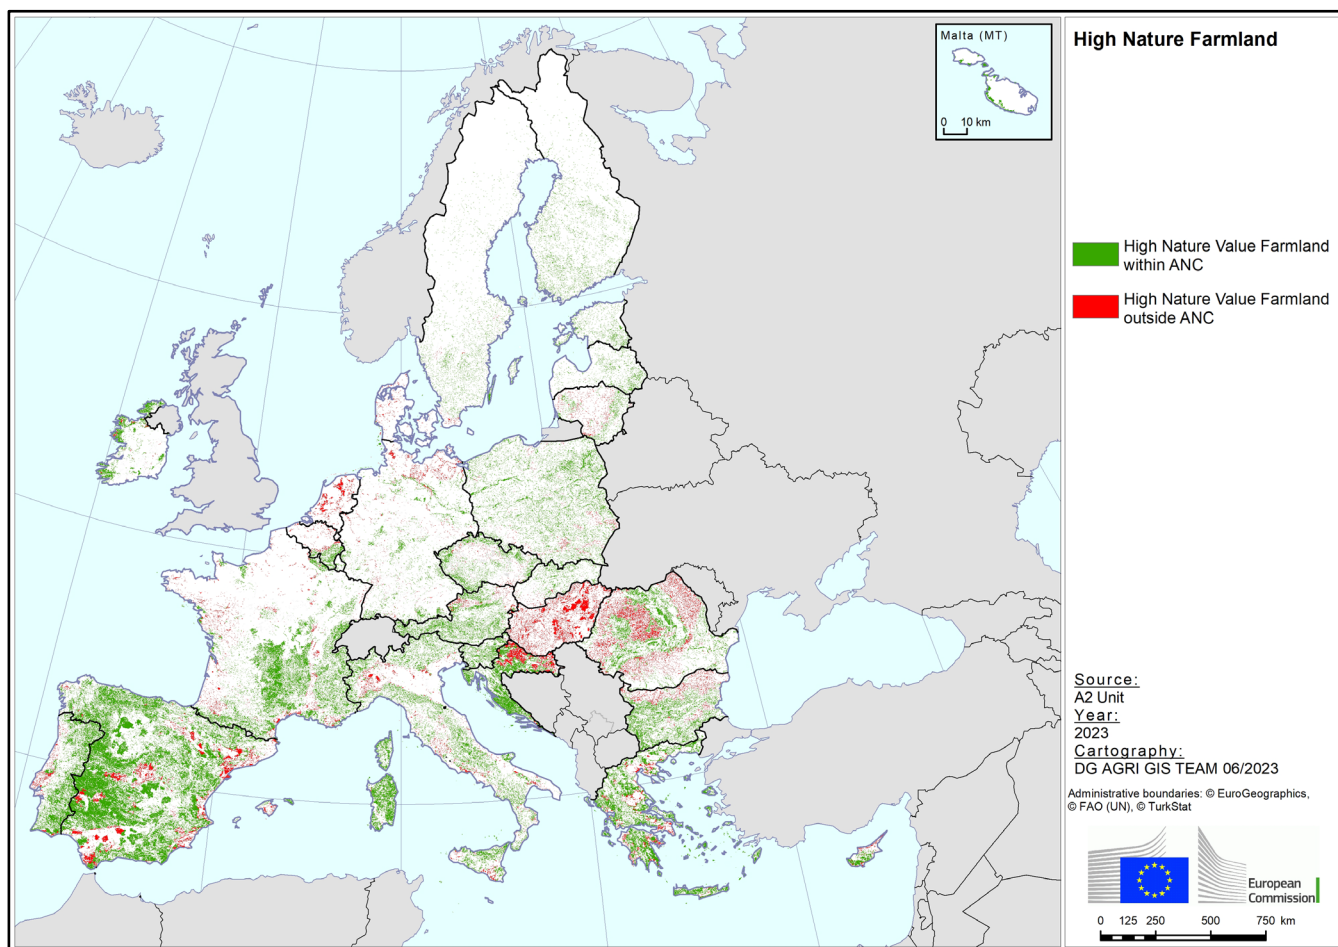 Malta (MT)
0 10 km
High Nature Farmland
High Nature Value Farmland
within ANC
High Nature Value Farmland
outside ANC
Source:
A2 Unit
Year:
2023
Cartography:
DG AGRI GIS TEAM 06/2023
Administrative boundaries: © EuroGeographics,
© FAO (UN), © TurkStat
European
Commission
0 125 250 500 750 km